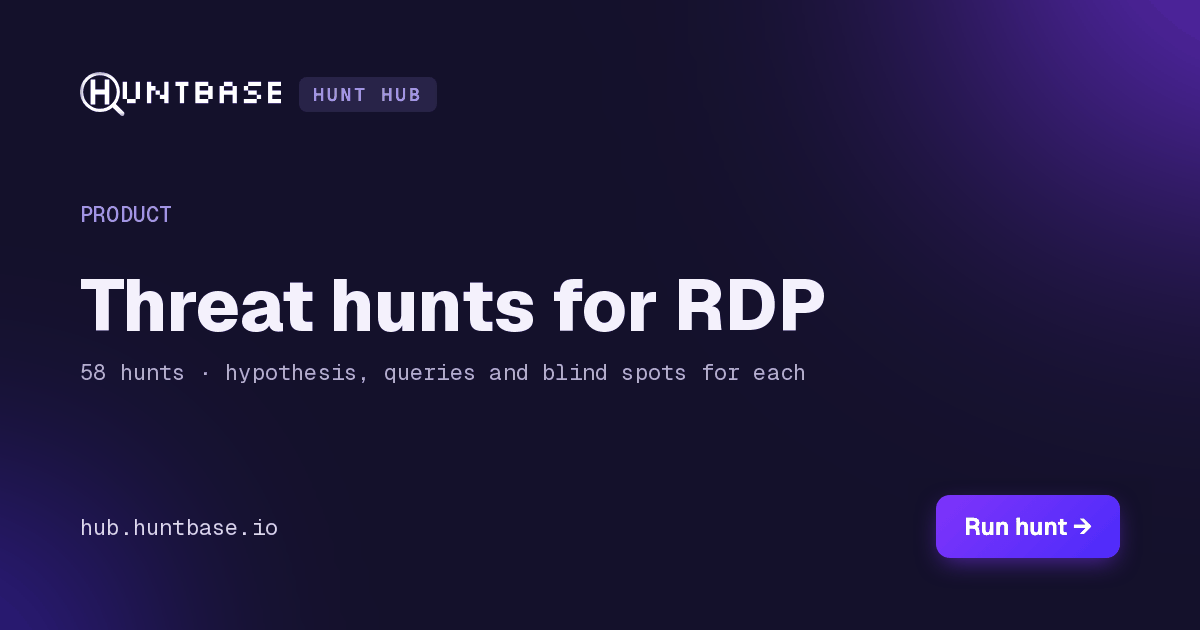 HUNTBASE HUNT HUB
PRODUCT
Threat hunts for RDP
58 hunts · hypothesis, queries and blind spots for each
hub.huntbase.io
Run hunt →